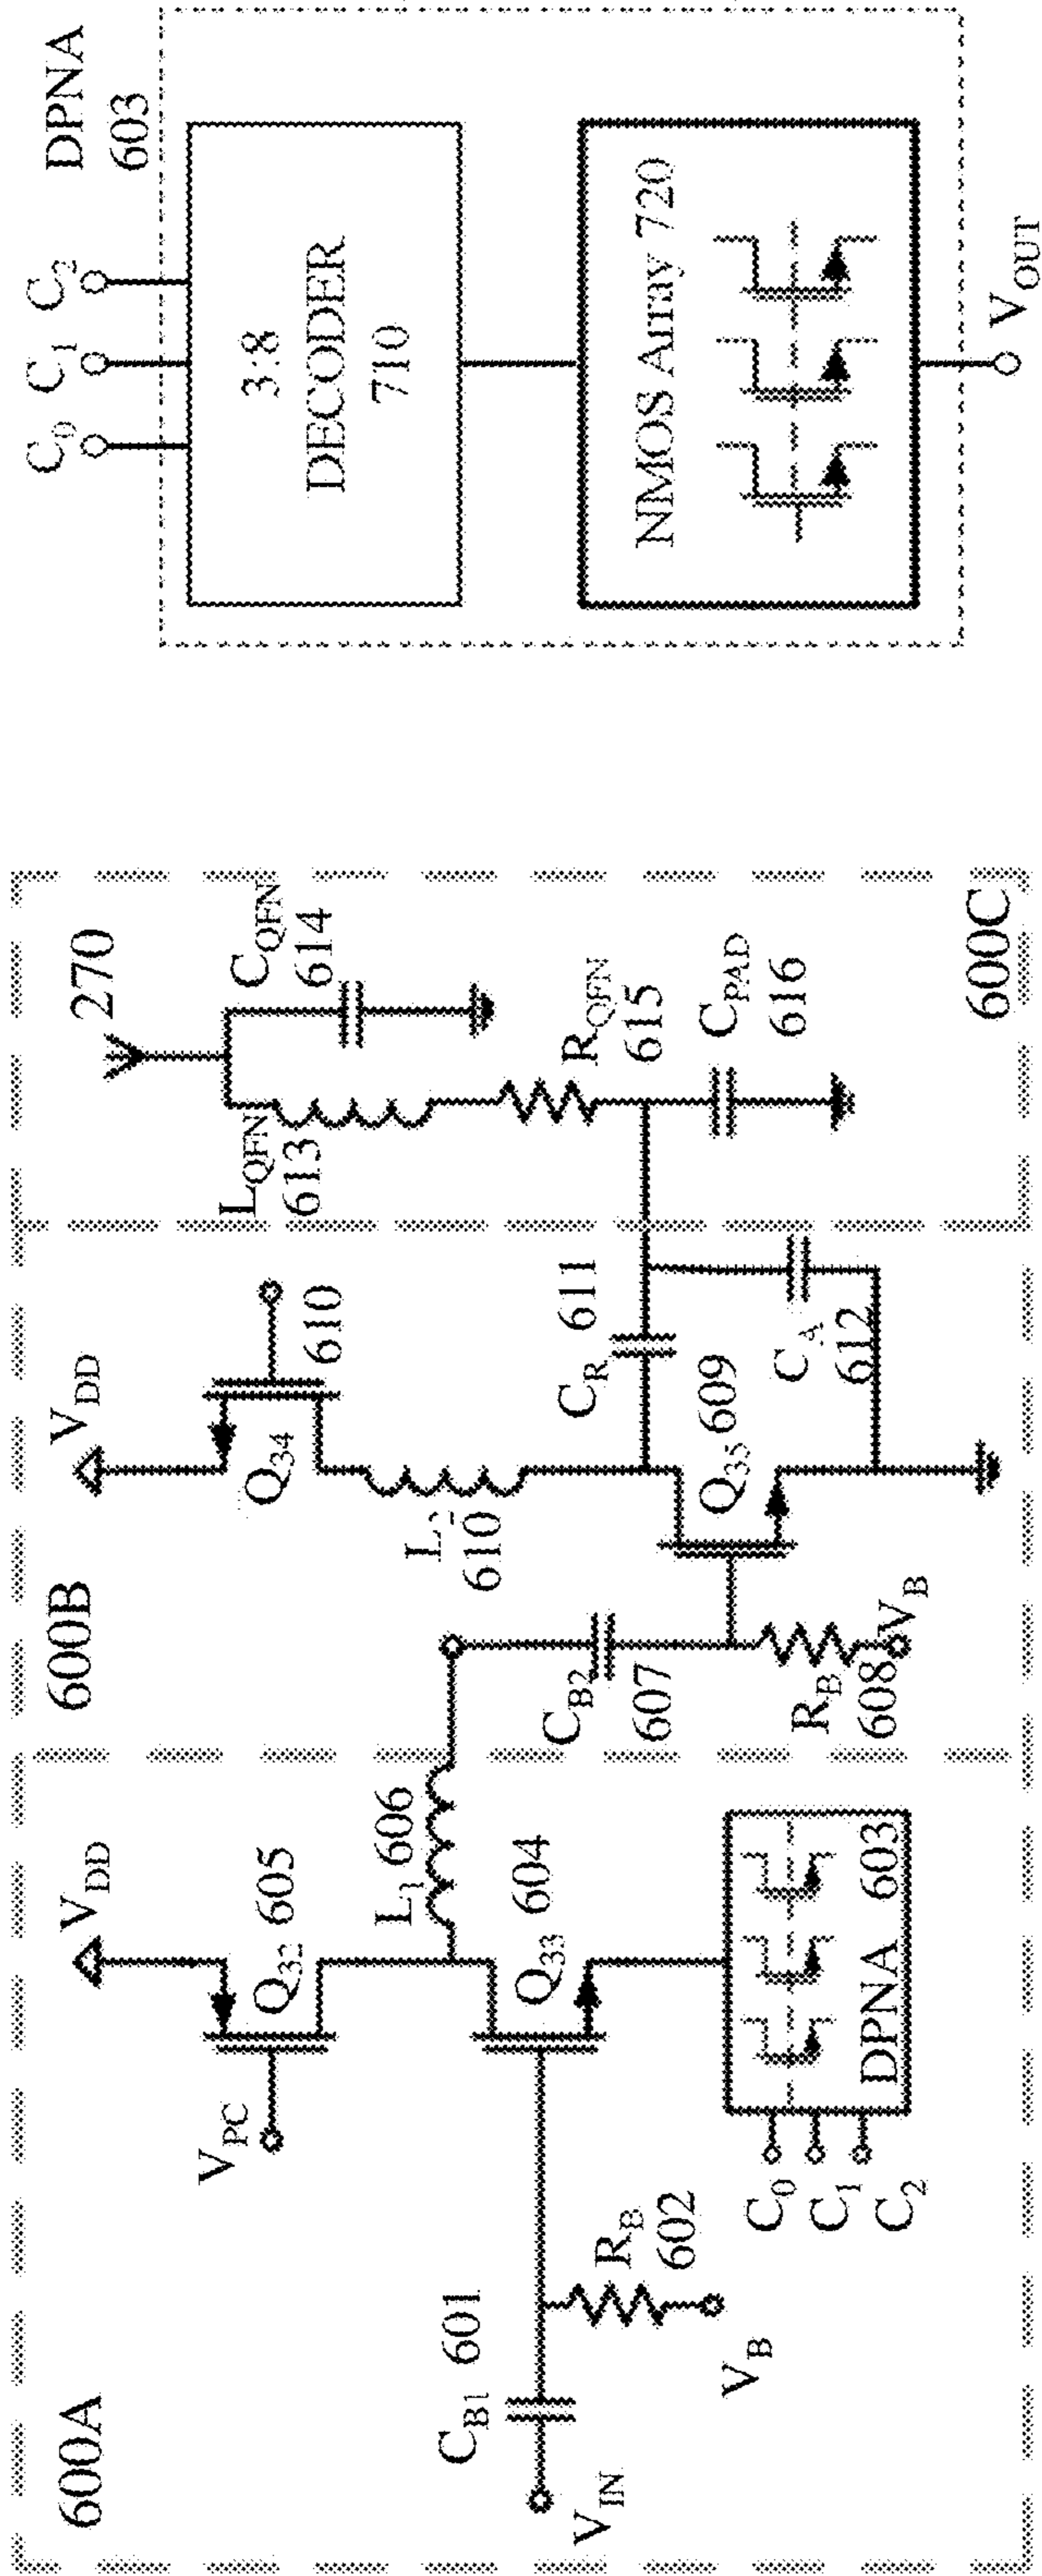 600A
V_IN
C_B1 601
R_B
602
V_B
V_PC
V_DD
Q_32 605
L_1 606
Q_33 604
C_0
C_1
C_2
DPNA 603
600B
C_B2
607
R_B
608
V_B
V_DD
Q_34
610
L_2
610
Q_35 609
C_R 611
C_A
612
600C
270
L_QFN
613
C_QFN
614
R_QFN
615
C_PAD
616
DPNA
603
C_0 C_1 C_2
3:8
DECODER
710
NMOS Array 720
V_OUT